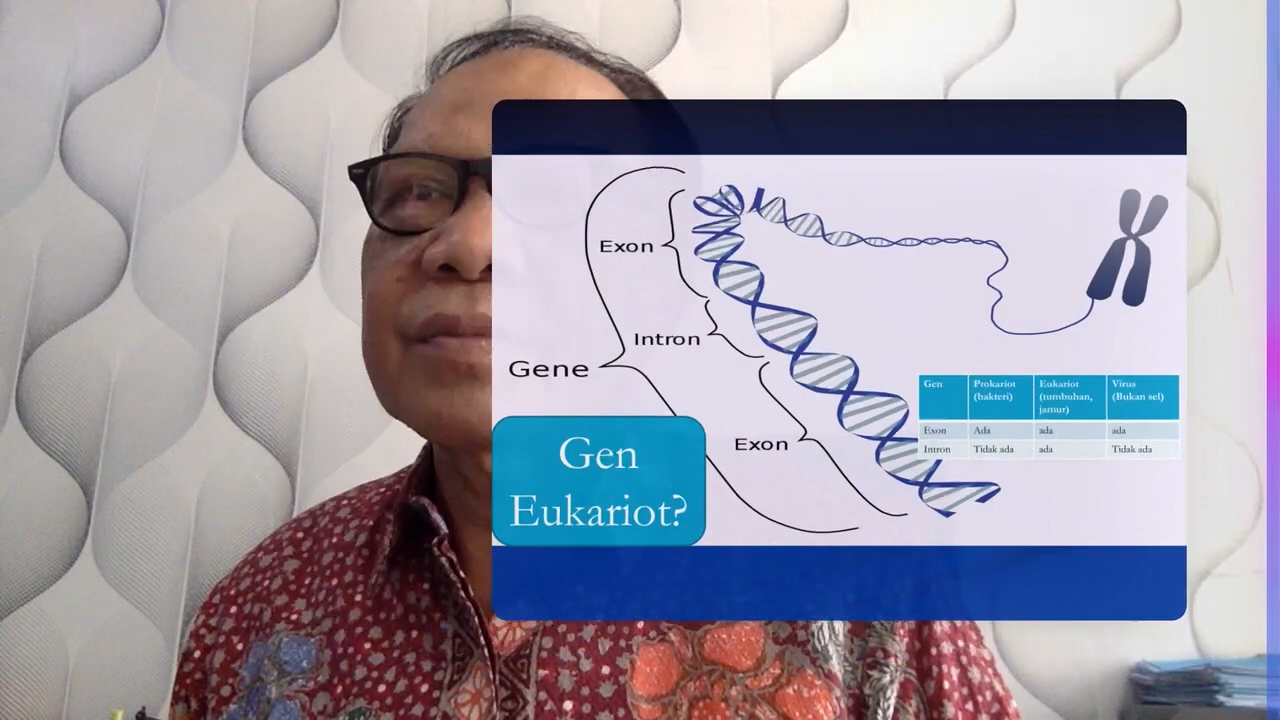 Exon
Intron
Gene
Exon
Gen
Eukariot?
Gen Prokariot Eukariot Virus
(bakteri) (tumbuhan, (Bukan sel)
jamur)
Exon Ada ada ada
Intron Tidak ada ada Tidak ada